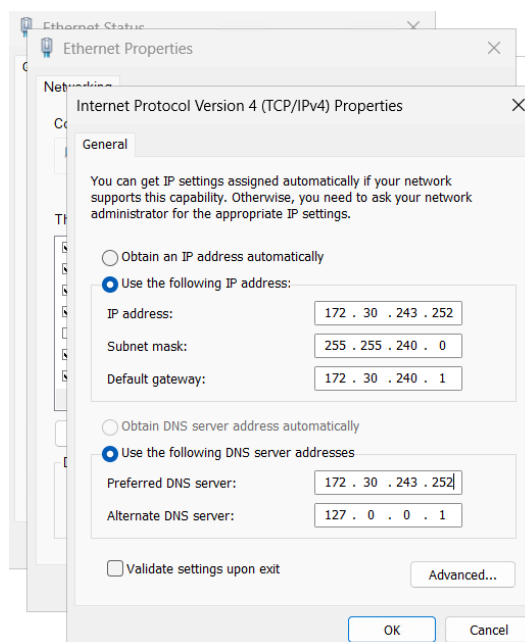 Ethernet Status
Ethernet Properties
Internet Protocol Version 4 (TCP/IPv4) Properties
General
You can get IP settings assigned automatically if your network
supports this capability. Otherwise, you need to ask your network
administrator for the appropriate IP settings.
Obtain an IP address automatically
Use the following IP address:
IP address: 172 . 30 . 243 . 252
Subnet mask: 255 . 255 . 240 . 0
Default gateway: 172 . 30 . 240 . 1
Obtain DNS server address automatically
Use the following DNS server addresses
Preferred DNS server: 172 . 30 . 243 . 252
Alternate DNS server: 127 . 0 . 0 . 1
Validate settings upon exit
Advanced...
OK
Cancel